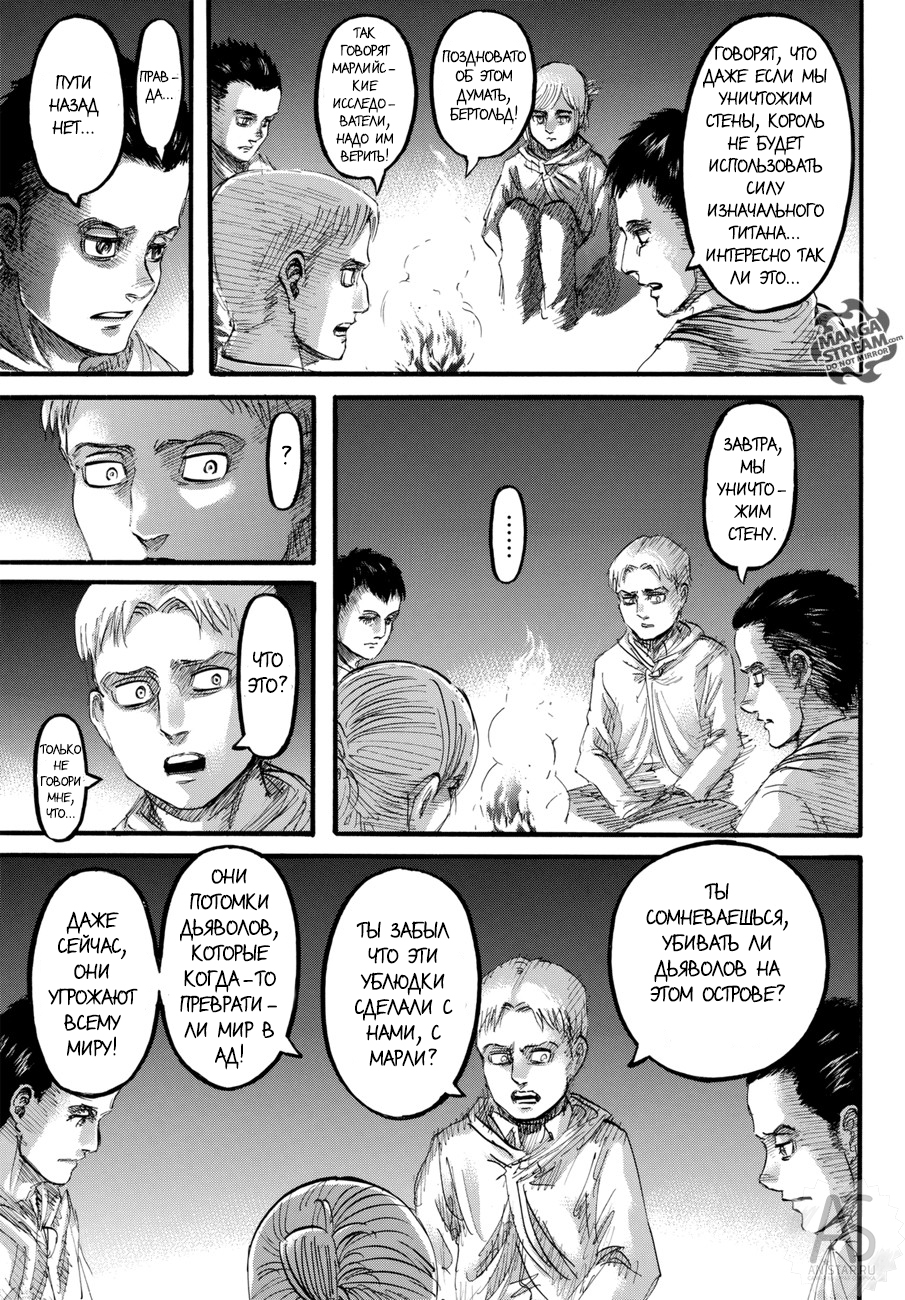 ГОВОРЯТ, ЧТО
ДАЖЕ ЕСЛИ МЫ
УНИЧТОЖИМ
СТЕНЫ, КОРОЛЬ
НЕ БУДЕТ
ИСПОЛЬЗОВАТЬ
СИЛУ
ИЗНАЧАЛЬНОГО
ТИТАНА...
ИНТЕРЕСНО ТАК
ЛИ ЭТО...
ПОЗДНОВАТО
ОБ ЭТОМ
ДУМАТЬ,
БЕРТОЛЬД!
ТАК
ГОВОРЯТ
МАРЛИЙС-
КИЕ
ИССЛЕДО-
ВАТЕЛИ,
НАДО ИМ
ВЕРИТЬ!
ПРАВ-
ДА...
ПУТИ
НАЗАД
НЕТ...
MANGA
STREAM.com
DO NOT MIRROR
ЗАВТРА,
МЫ
УНИЧТО-
ЖИМ
СТЕНУ.
......
?
ЧТО
ЭТО?
ТОЛЬКО
НЕ
ГОВОРИ
МНЕ,
ЧТО...
ТЫ
СОМНЕВАЕШЬСЯ,
УБИВАТЬ ЛИ
ДЬЯВОЛОВ НА
ЭТОМ ОСТРОВЕ?
ТЫ ЗАБЫЛ
ЧТО ЭТИ
УБЛЮДКИ
СДЕЛАЛИ С
НАМИ, С
МАРЛИ?
ОНИ
ПОТОМКИ
ДЬЯВОЛОВ,
КОТОРЫЕ
КОГДА-ТО
ПРЕВРАТИ-
ЛИ МИР В
АД!
ДАЖЕ
СЕЙЧАС,
ОНИ
УГРОЖАЮТ
ВСЕМУ
МИРУ!